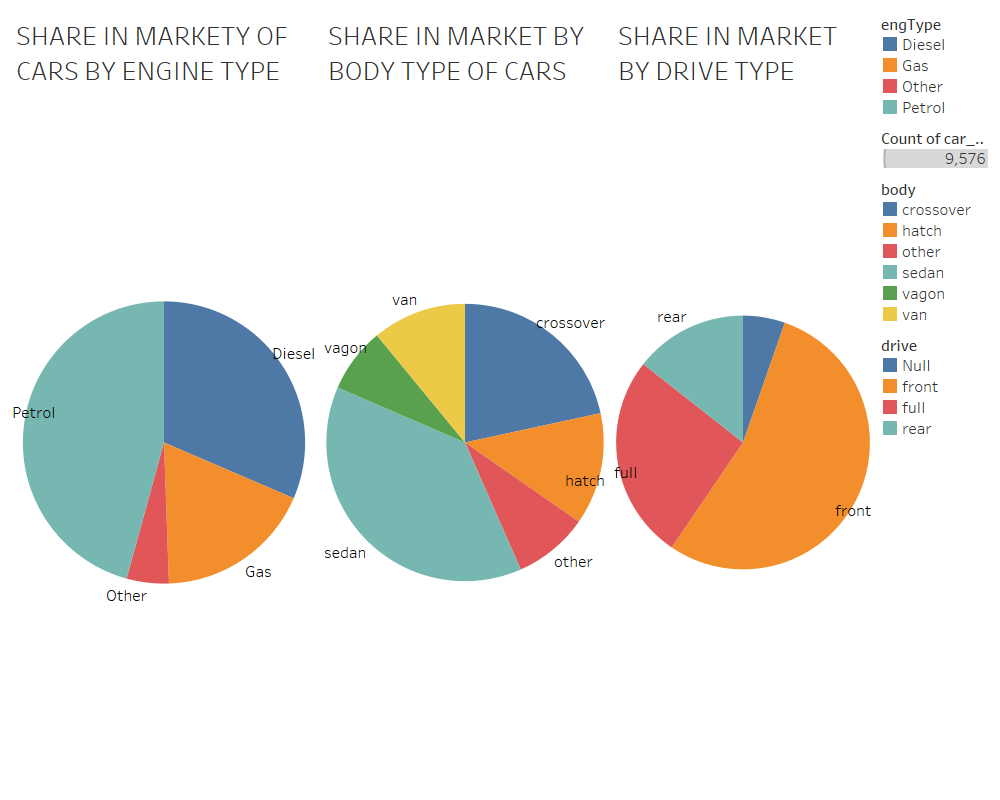 SHARE IN MARKETY OF
CARS BY ENGINE TYPE
SHARE IN MARKET BY
BODY TYPE OF CARS
SHARE IN MARKET
BY DRIVE TYPE
engType
Diesel
Gas
Other
Petrol
Count of car_..
9,576
body
crossover
hatch
other
sedan
vagon
van
drive
Null
front
full
rear
Diesel
Petrol
Gas
Other
van
crossover
vagon
hatch
sedan
other
rear
full
front